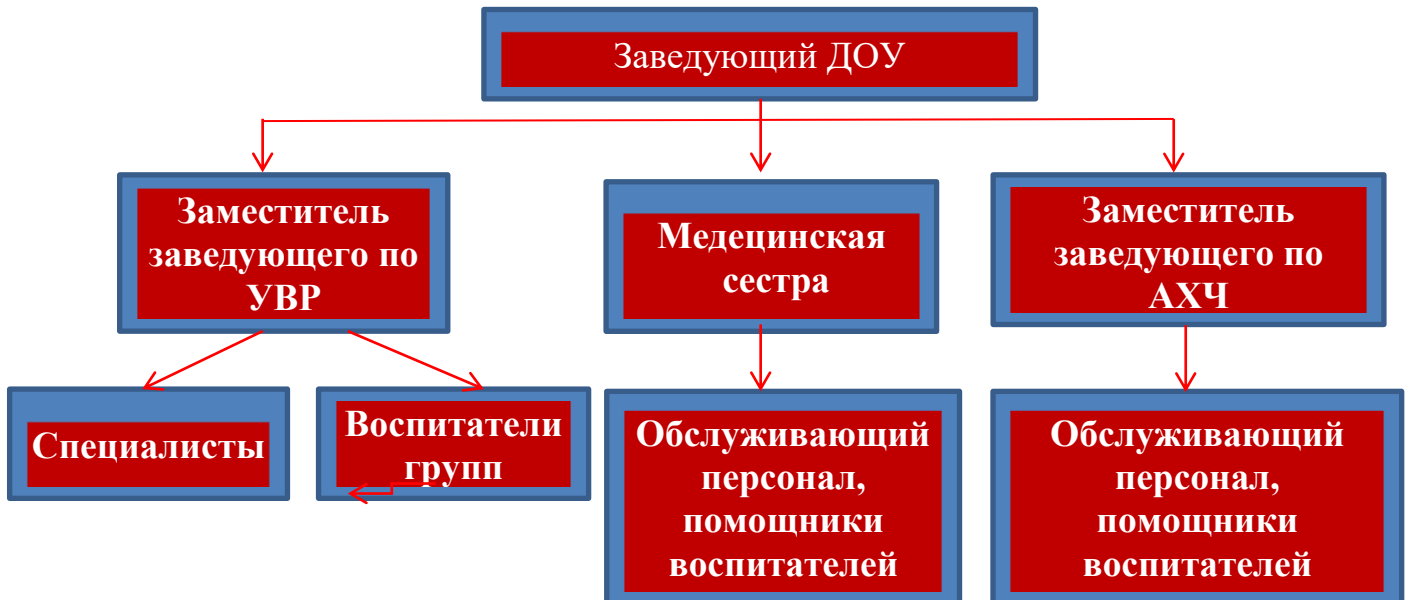 Заведующий ДОУ
Заместитель
заведующего по
УВР
Медецинская
сестра
Заместитель
заведующего по
АХЧ
Специалисты
Воспитатели
групп
Обслуживающий
персонал,
помощники
воспитателей
Обслуживающий
персонал,
помощники
воспитателей